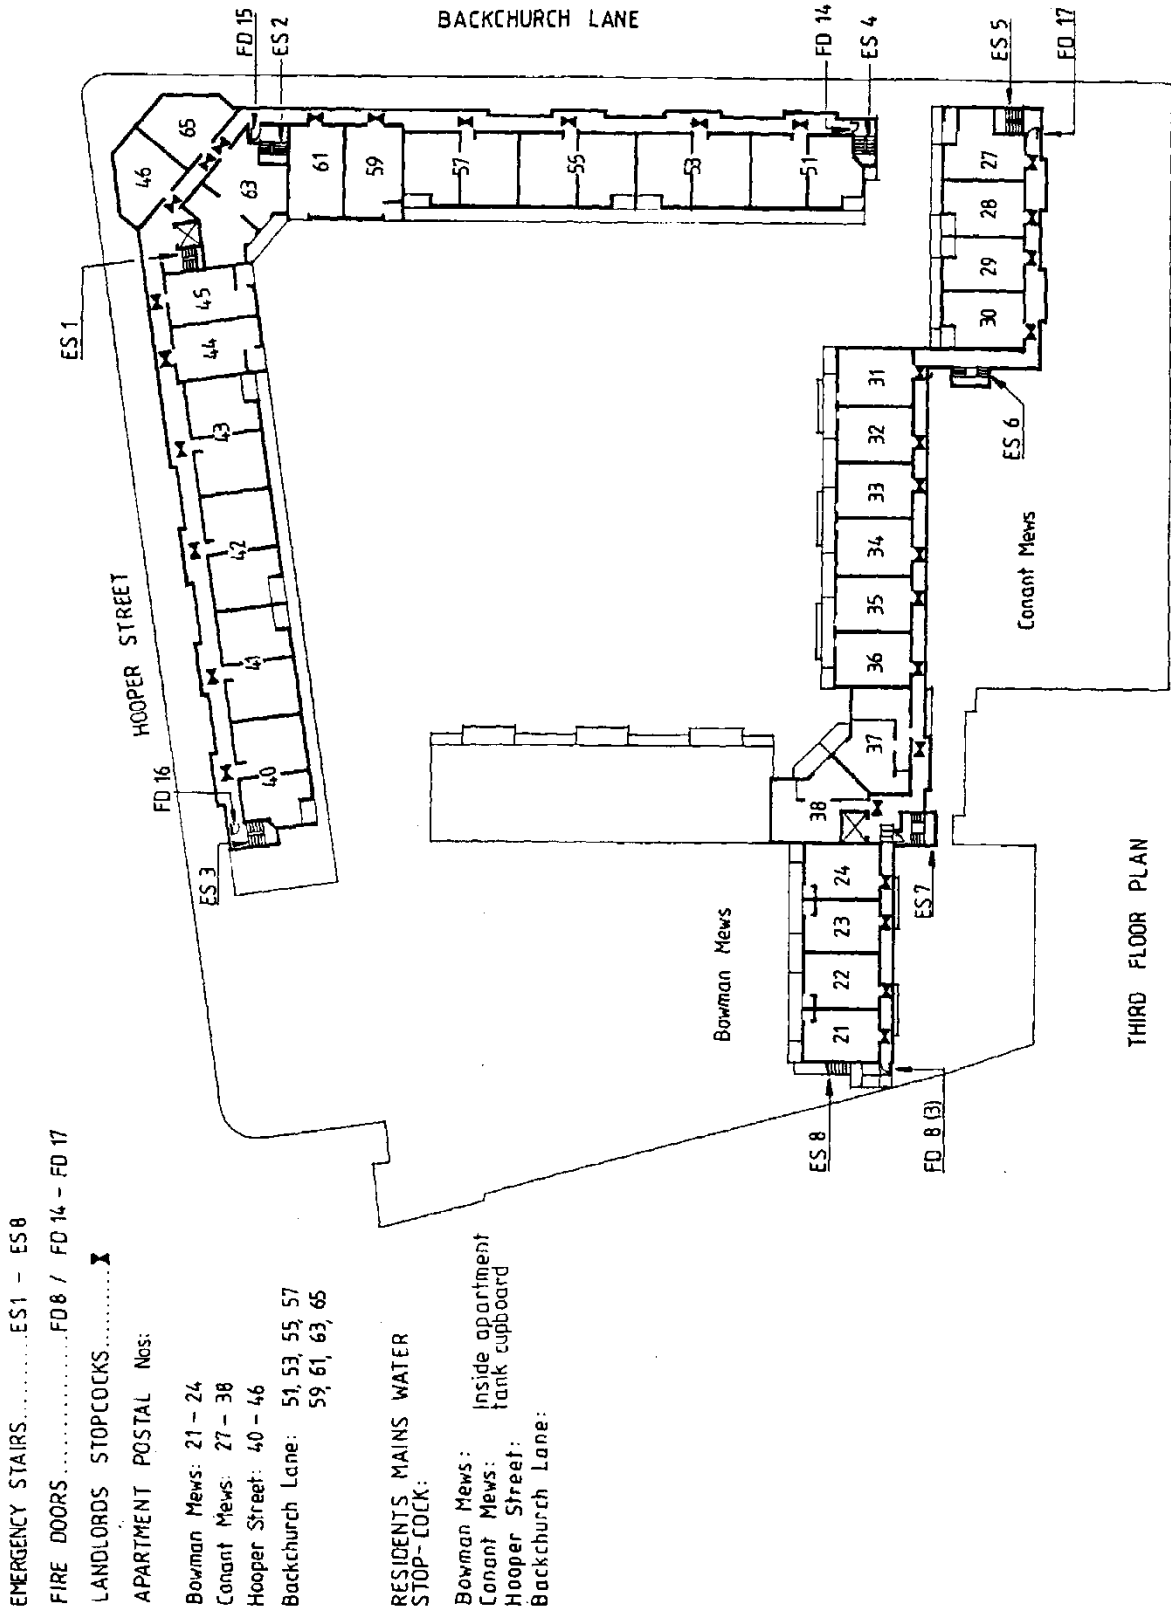 EMERGENCY STAIRS.........ES1 - ES8
FIRE DOORS..............FD8 / FD14 - FD17
LANDLORDS STOPCOCKS..........
APARTMENT POSTAL Nos:
Bowman Mews: 21 - 24
Conant Mews: 27 - 38
Hooper Street: 40 - 46
Backchurch Lane: 51, 53, 55, 57
59, 61, 63, 65
RESIDENTS MAINS WATER
STOP-COCK:
Bowman Mews:
Conant Mews: Inside apartment
Hooper Street: tank cupboard
Backchurch Lane:
BACKCHURCH LANE
FD 15
ES 2
FD 14
ES 4
ES 5
FD 17
65
46
63
61
59
57
55
53
51
27
28
29
30
ES 1
45
44
43
42
41
40
HOOPER STREET
FD 16
ES 3
31
32
33
34
35
36
37
38
ES 6
Conant Mews
24
23
22
21
ES 7
Bowman Mews
ES 8
FD 8 (3)
THIRD FLOOR PLAN